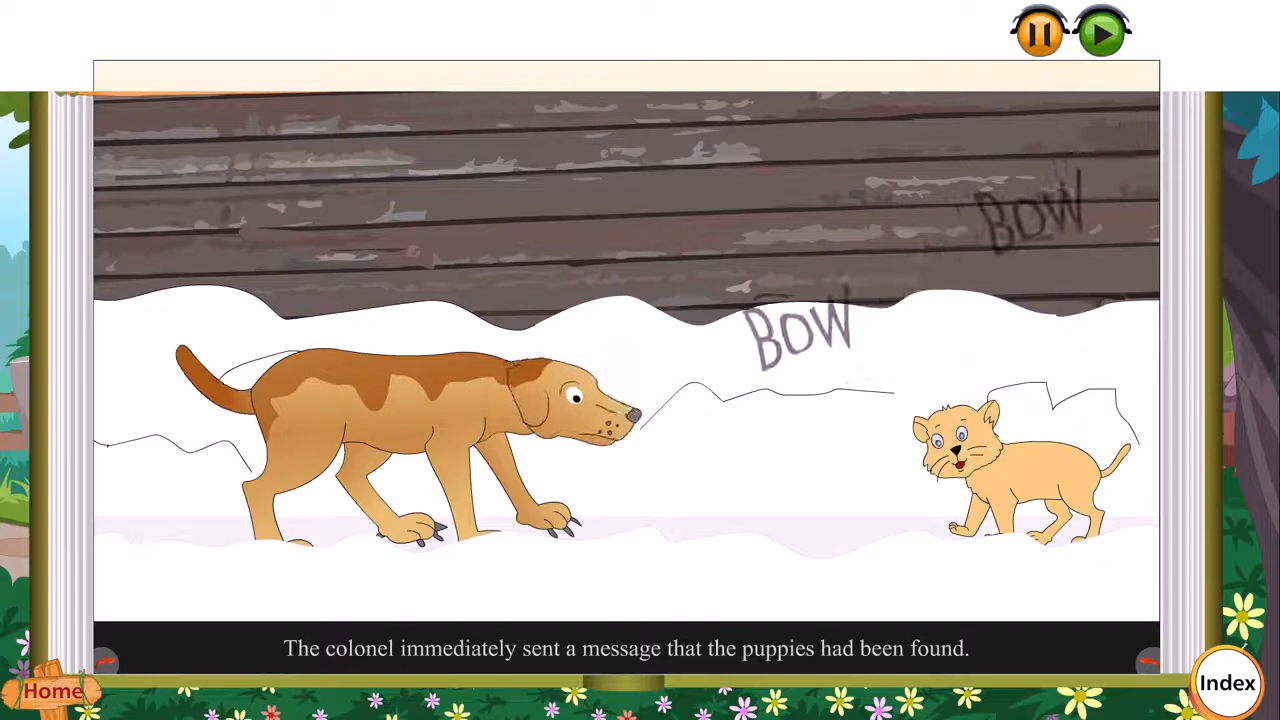 BOW
BOW
The colonel immediately sent a message that the puppies had been found.
Home
Index